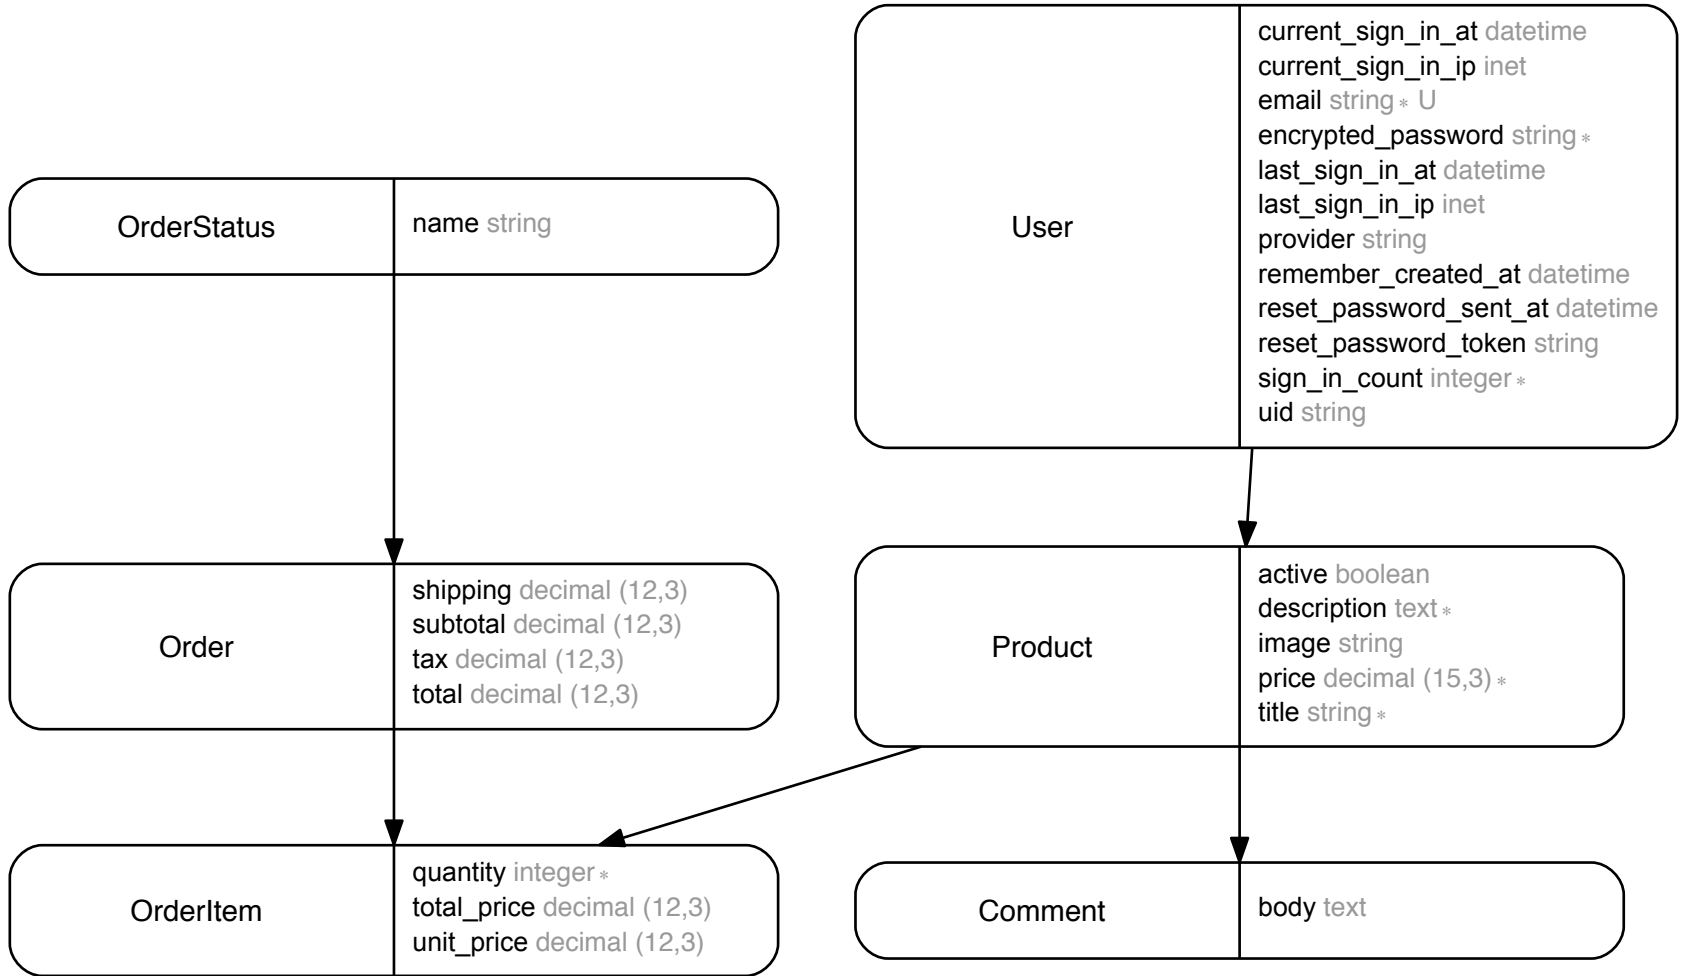 OrderStatus
name string
User
current_sign_in_at datetime
current_sign_in_ip inet
email string * U
encrypted_password string *
last_sign_in_at datetime
last_sign_in_ip inet
provider string
remember_created_at datetime
reset_password_sent_at datetime
reset_password_token string
sign_in_count integer *
uid string
Order
shipping decimal (12,3)
subtotal decimal (12,3)
tax decimal (12,3)
total decimal (12,3)
Product
active boolean
description text *
image string
price decimal (15,3) *
title string *
OrderItem
quantity integer *
total_price decimal (12,3)
unit_price decimal (12,3)
Comment
body text